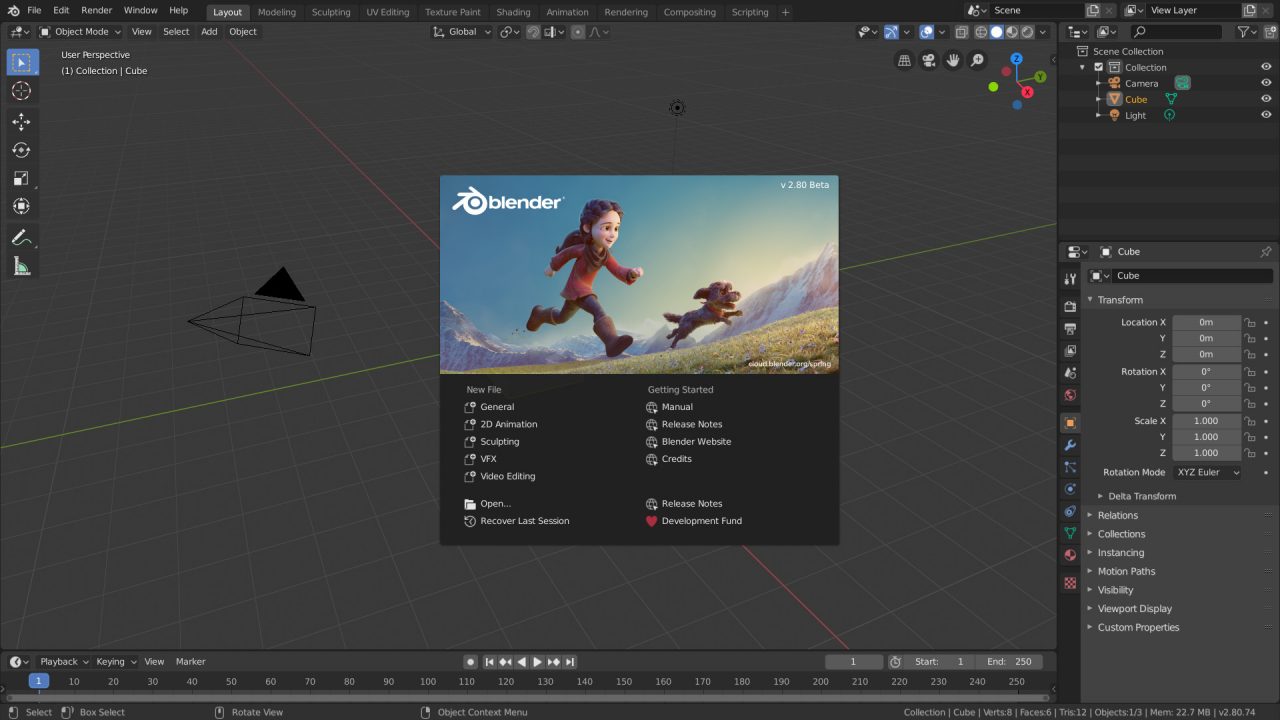 File Edit Render Window Help Layout Modeling Sculpting UV Editing Texture Paint Shading Animation Rendering Compositing Scripting + Scene View Layer
Object Mode View Select Add Object Global
User Perspective
(1) Collection | Cube
Z
Y
X
Scene Collection
Collection
Camera
Cube
Light
blender
v 2.80 Beta
cloud.blender.org/spring
New File
General
2D Animation
Sculpting
VFX
Video Editing
Open...
Recover Last Session
Getting Started
Manual
Release Notes
Blender Website
Credits
Release Notes
Development Fund
Cube
Cube
Transform
Location X 0m
Y 0m
Z 0m
Rotation X 0°
Y 0°
Z 0°
Scale X 1.000
Y 1.000
Z 1.000
Rotation Mode XYZ Euler
Delta Transform
Relations
Collections
Instancing
Motion Paths
Visibility
Viewport Display
Custom Properties
Playback Keying View Marker 1 Start: 1 End: 250
1 10 20 30 40 50 60 70 80 90 100 110 120 130 140 150 160 170 180 190 200 210 220 230 240 250
Select Box Select Rotate View Object Context Menu Collection | Cube | Verts:8 | Faces:6 | Tris:12 | Objects:1/3 | Mem: 22.7 MB | v2.80.74